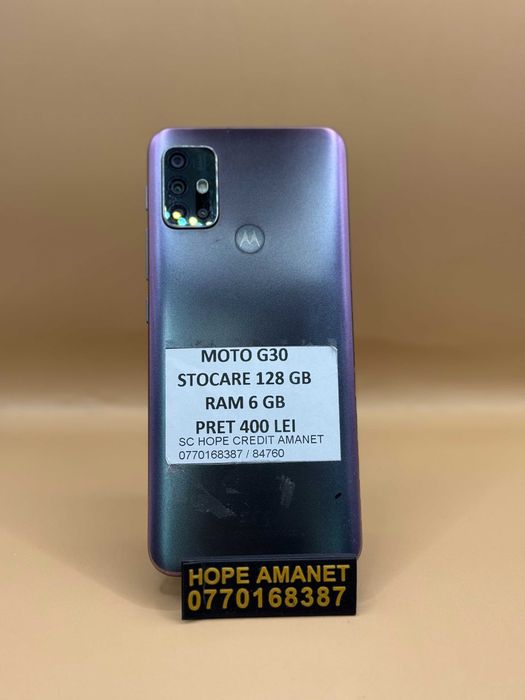 MOTO G30
STOCARE 128 GB
RAM 6 GB
PRET 400 LEI
SC HOPE CREDIT AMANET
0770168387 / 84760
HOPE AMANET
0770168387